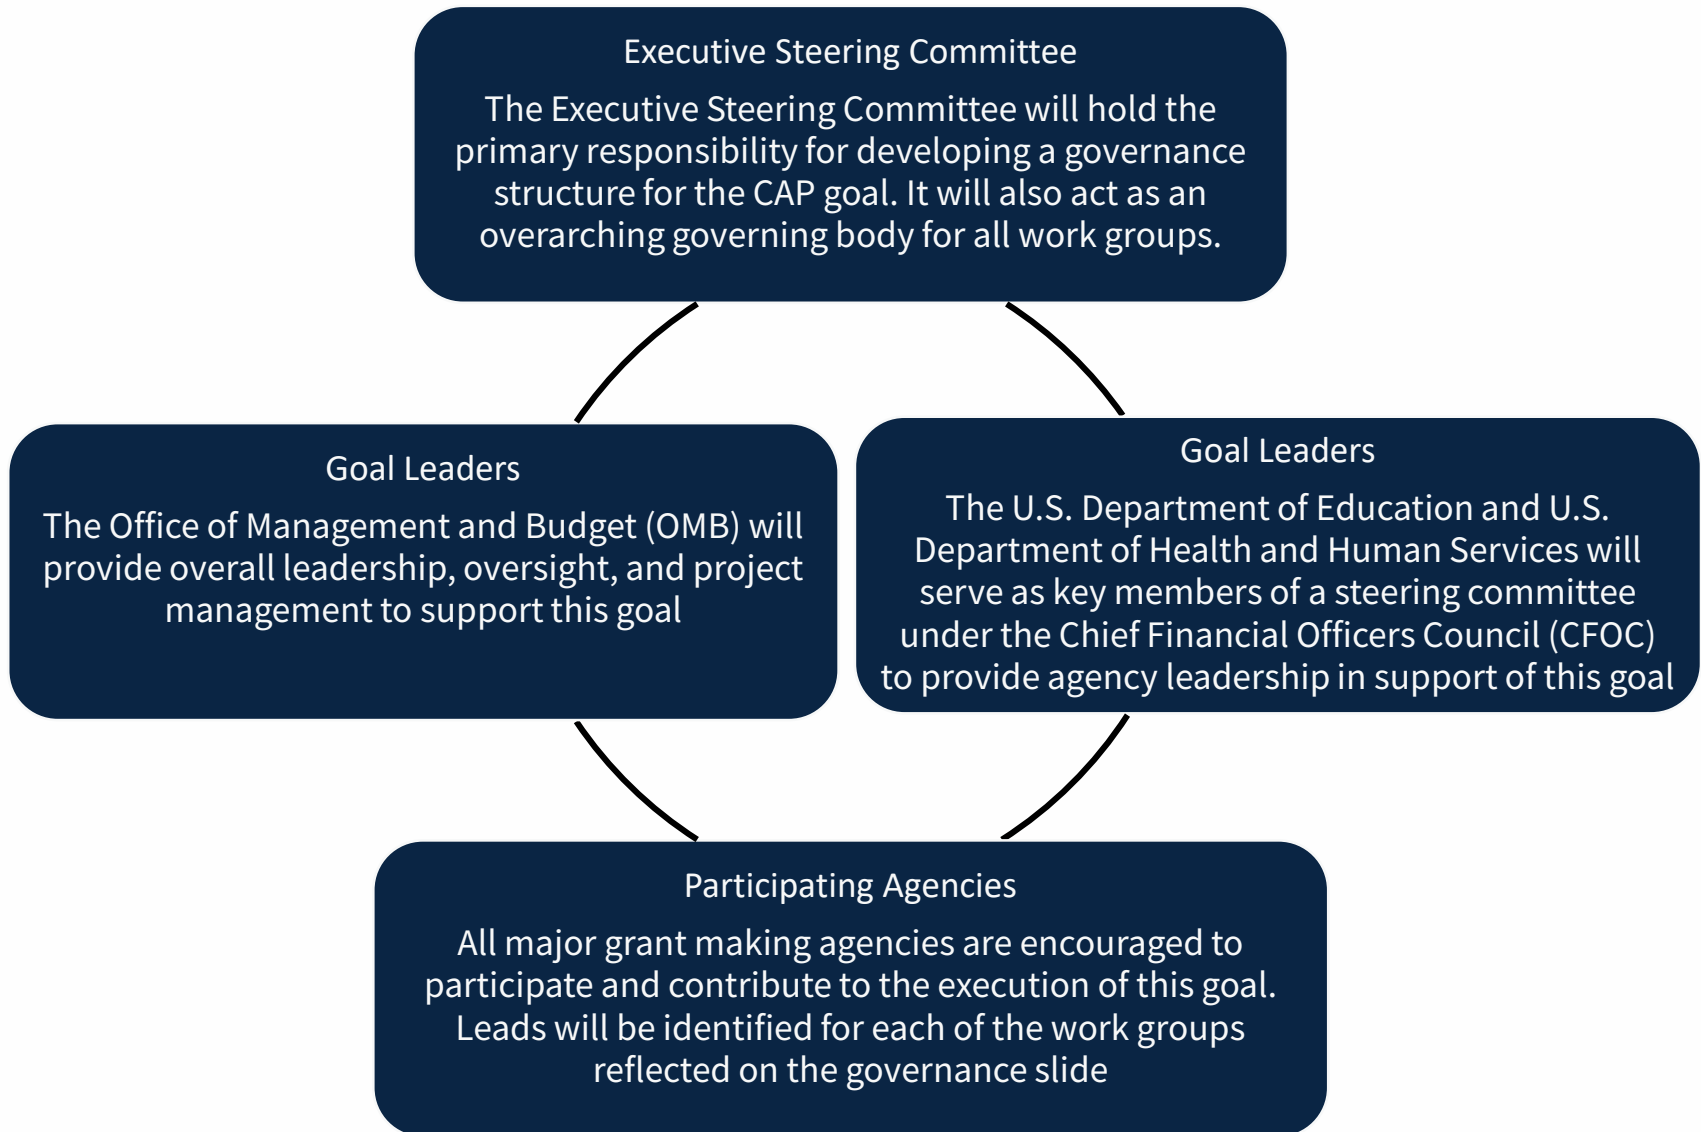 Executive Steering Committee
The Executive Steering Committee will hold the
primary responsibility for developing a governance
structure for the CAP goal. It will also act as an
overarching governing body for all work groups.
Goal Leaders
The Office of Management and Budget (OMB) will
provide overall leadership, oversight, and project
management to support this goal
Goal Leaders
The U.S. Department of Education and U.S.
Department of Health and Human Services will
serve as key members of a steering committee
under the Chief Financial Officers Council (CFOC)
to provide agency leadership in support of this goal
Participating Agencies
All major grant making agencies are encouraged to
participate and contribute to the execution of this goal.
Leads will be identified for each of the work groups
reflected on the governance slide